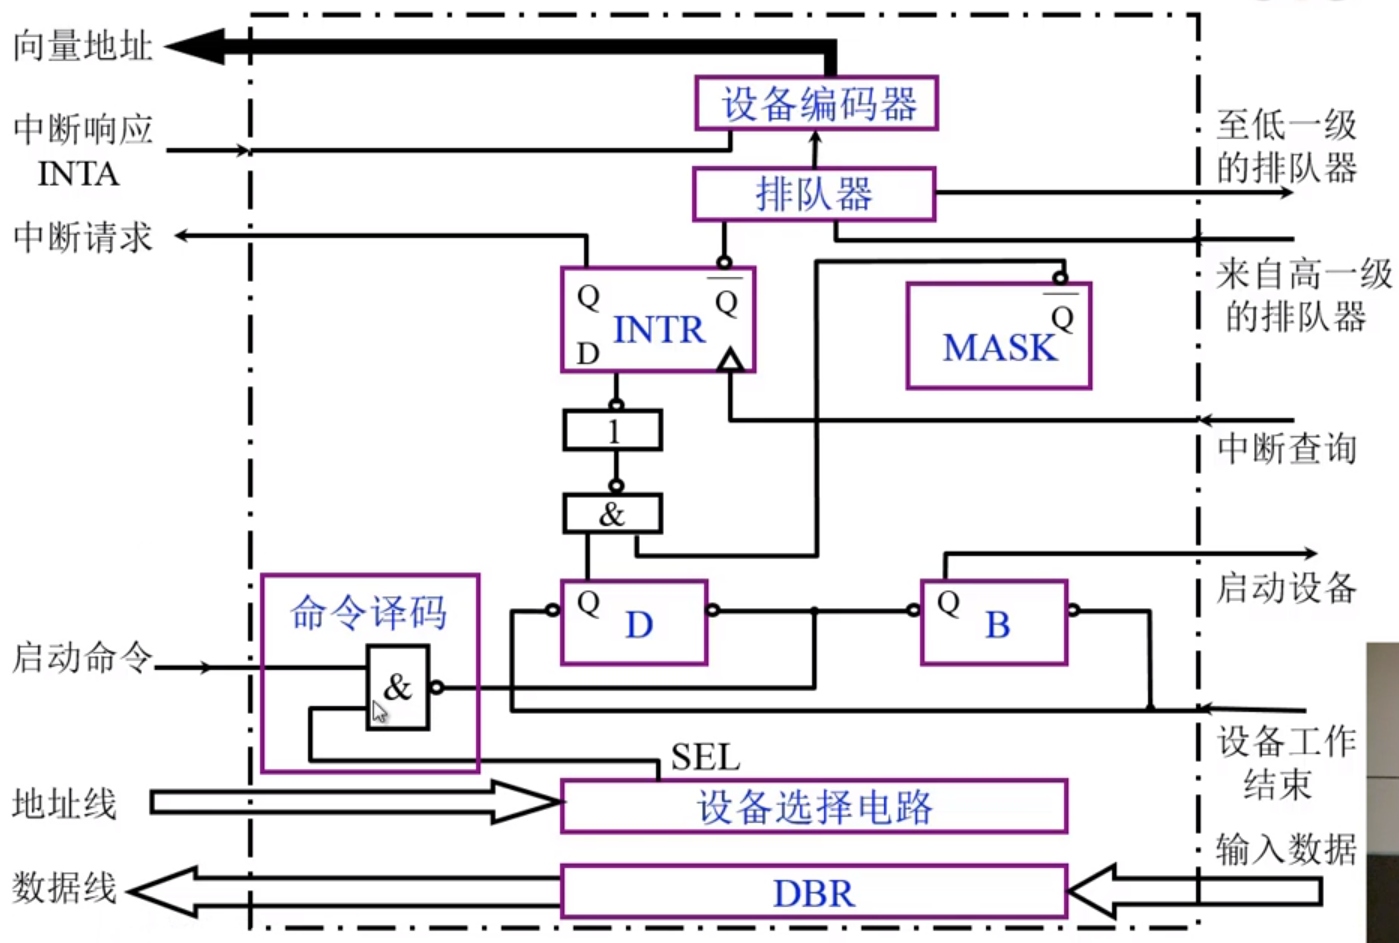 向量地址
设备编码器
中断响应
INTA
至低一级
的排队器
排队器
中断请求
来自高一级
的排队器
Q
Q
INTR
D
Q
MASK
1
中断查询
&
启动设备
命令译码
Q
D
Q
B
启动命令
&
设备工作
结束
SEL
地址线
设备选择电路
输入数据
数据线
DBR